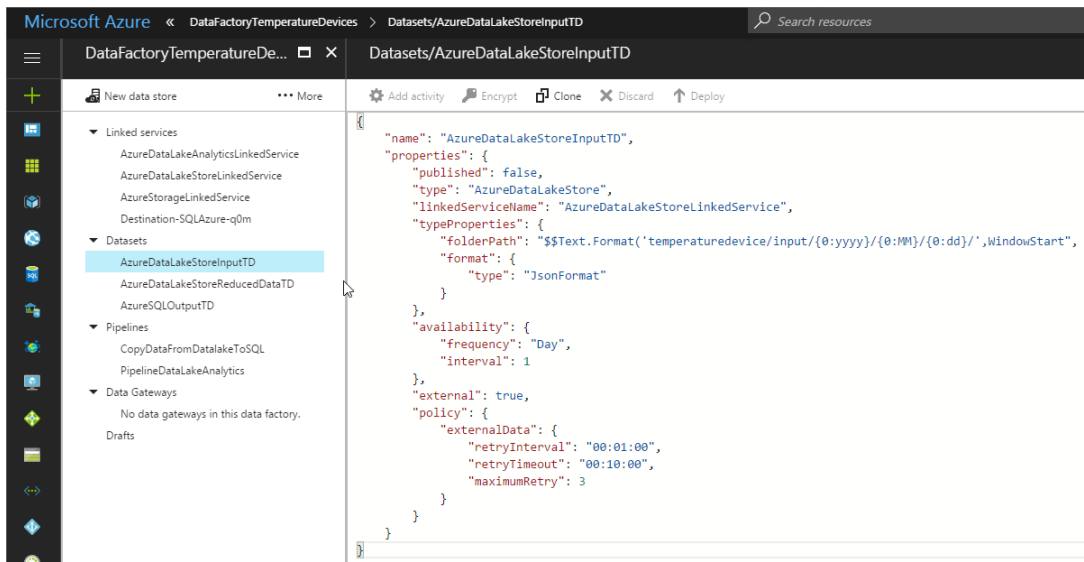 Microsoft Azure « DataFactoryTemperatureDevices > Datasets/AzureDataLakeStoreInputTD
Search resources
DataFactoryTemperatureDe...
Datasets/AzureDataLakeStoreInputTD
New data store
••• More
Add activity
Encrypt
Clone
Discard
Deploy
Linked services
AzureDataLakeAnalyticsLinkedService
AzureDataLakeStoreLinkedService
AzureStorageLinkedService
Destination-SQLAzure-q0m
Datasets
AzureDataLakeStoreInputTD
AzureDataLakeStoreReducedDataTD
AzureSQLOutputTD
Pipelines
CopyDataFromDatalakeToSQL
PipelineDataLakeAnalytics
Data Gateways
No data gateways in this data factory.
Drafts
{
"name": "AzureDataLakeStoreInputTD",
"properties": {
"published": false,
"type": "AzureDataLakeStore",
"linkedServiceName": "AzureDataLakeStoreLinkedService",
"typeProperties": {
"folderPath": "$$Text.Format('temperaturedevice/input/{0:yyyy}/{0:MM}/{0:dd}/',WindowStart",
"format": {
"type": "JsonFormat"
}
},
"availability": {
"frequency": "Day",
"interval": 1
},
"external": true,
"policy": {
"externalData": {
"retryInterval": "00:01:00",
"retryTimeout": "00:10:00",
"maximumRetry": 3
}
}
}
}
SQL